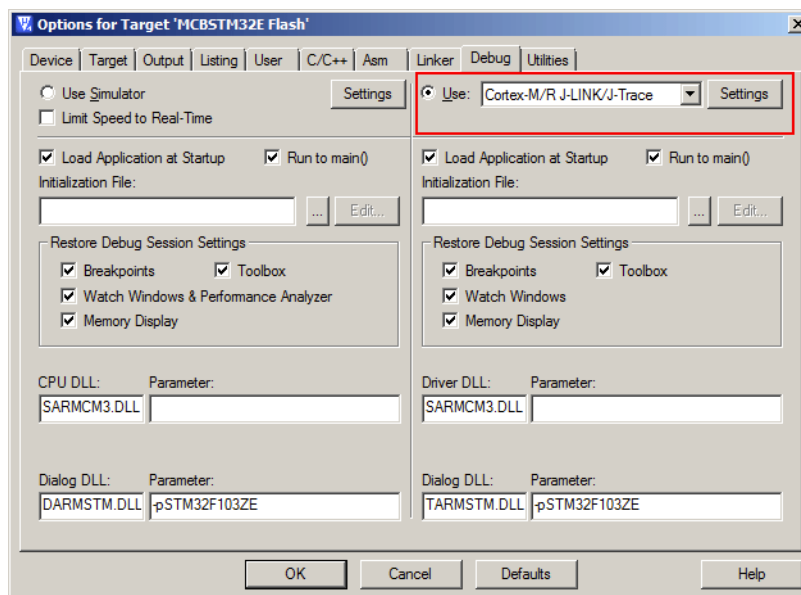 Options for Target 'MCBSTM32E Flash'
Device Target Output Listing User C/C++ Asm Linker Debug Utilities
Use Simulator Settings
Limit Speed to Real-Time
Use: Cortex-M/R J-LINK/J-Trace Settings
Load Application at Startup Run to main()
Initialization File:
... Edit...
Restore Debug Session Settings
Breakpoints Toolbox
Watch Windows & Performance Analyzer
Memory Display
Load Application at Startup Run to main()
Initialization File:
... Edit...
Restore Debug Session Settings
Breakpoints Toolbox
Watch Windows
Memory Display
CPU DLL: Parameter:
SARMCM3.DLL
Driver DLL: Parameter:
SARMCM3.DLL
Dialog DLL: Parameter:
DARMSTM.DLL -pSTM32F103ZE
Dialog DLL: Parameter:
TARMSTM.DLL -pSTM32F103ZE
OK Cancel Defaults Help